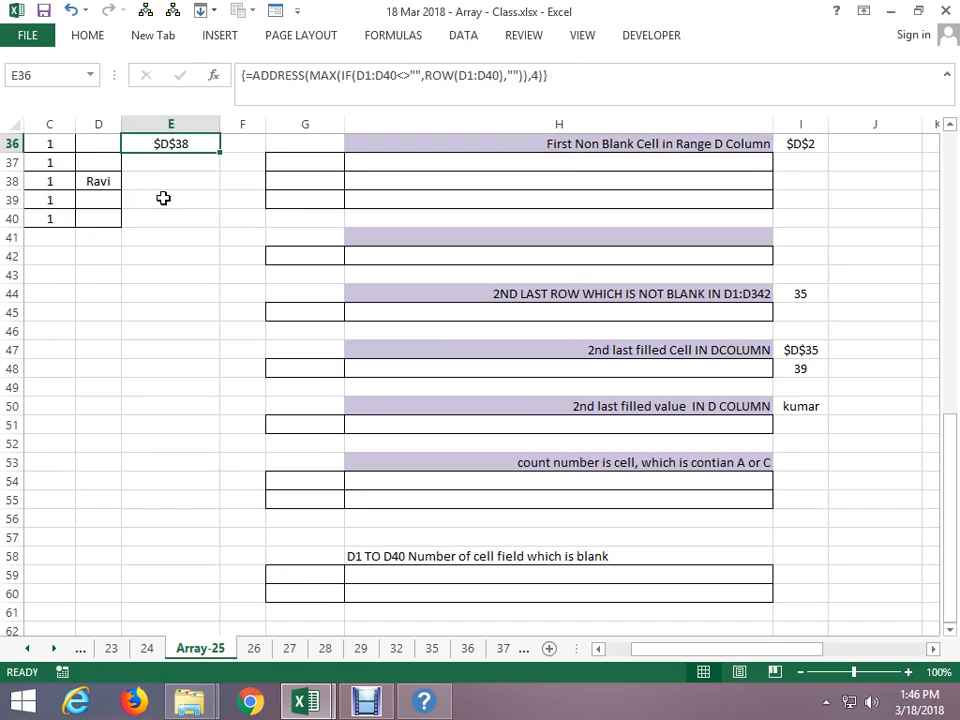 18 Mar 2018 - Array - Class.xlsx - Excel
?
FILE HOME New Tab INSERT PAGE LAYOUT FORMULAS DATA REVIEW VIEW DEVELOPER Sign in
E36 fx {=ADDRESS(MAX(IF(D1:D40<>"",ROW(D1:D40),"")),4)}
C D E F G H I J K
36 1 $D$38 First Non Blank Cell in Range D Column $D$2
37 1
38 1 Ravi
39 1
40 1
41
42
43
44 2ND LAST ROW WHICH IS NOT BLANK IN D1:D342 35
45
46
47 2nd last filled Cell IN DCOLUMN $D$35
48 39
49
50 2nd last filled value IN D COLUMN kumar
51
52
53 count number is cell, which is contian A or C
54
55
56
57
58 D1 TO D40 Number of cell field which is blank
59
60
61
62
... 23 24 Array-25 26 27 28 29 32 35 36 37 ...
READY 100%
1:46 PM
3/18/2018